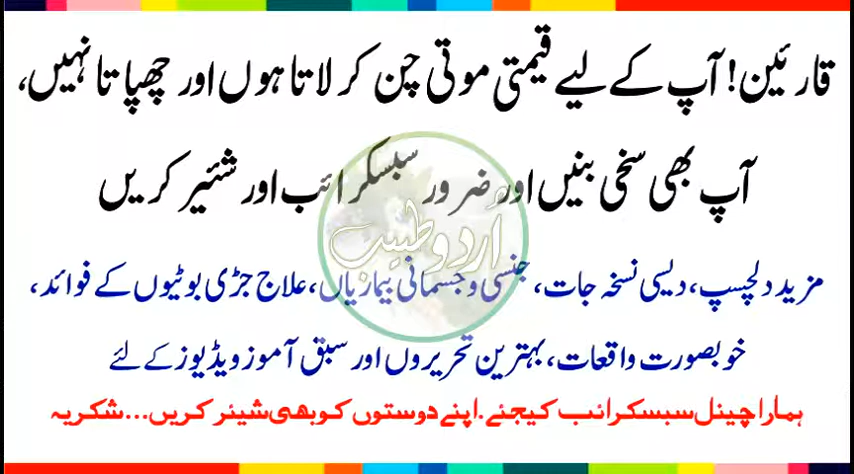 قارئین! آپ کے لیے قیمتی موتی چن کر لاتا ہوں اور چھپاتا نہیں،
آپ بھی سخی بنیں اور ضرور سبسکرائب اور شئیر کریں
اُردو طبیب
مزید دلچسپ، دیسی نسخہ جات، جنسی و جسمانی بیماریاں، علاج جڑی بوٹیوں کے فوائد،
خوبصورت واقعات، بہترین تحریروں اور سبق آموز ویڈیوز کے لئے
ہمارا چینل سبسکرائب کیجئے. اپنے دوستوں کو بھی شیئر کریں... شکریہ